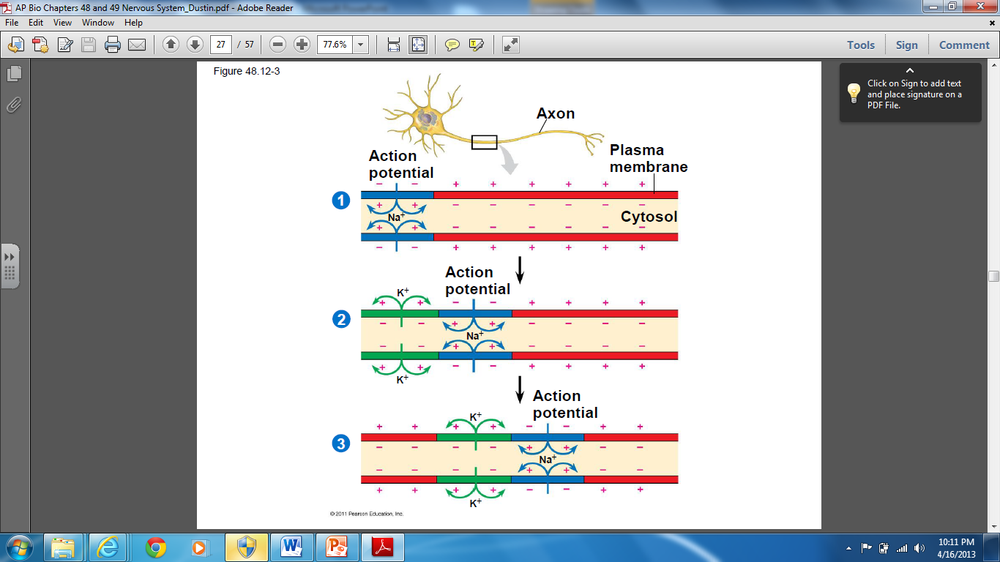 AP Bio Chapters 48 and 49 Nervous System_Dustin.pdf - Adobe Reader
File Edit View Window Help
27 / 57
77.6%
Tools Sign Comment
Click on Sign to add text
and place signature on a
PDF File.
Figure 48.12-3
Axon
Plasma
membrane
Action
potential
1
Na+
Cytosol
Action
potential
K+
2
Na+
K+
Action
potential
K+
3
Na+
K+
© 2011 Pearson Education, Inc.
10:11 PM
4/16/2013